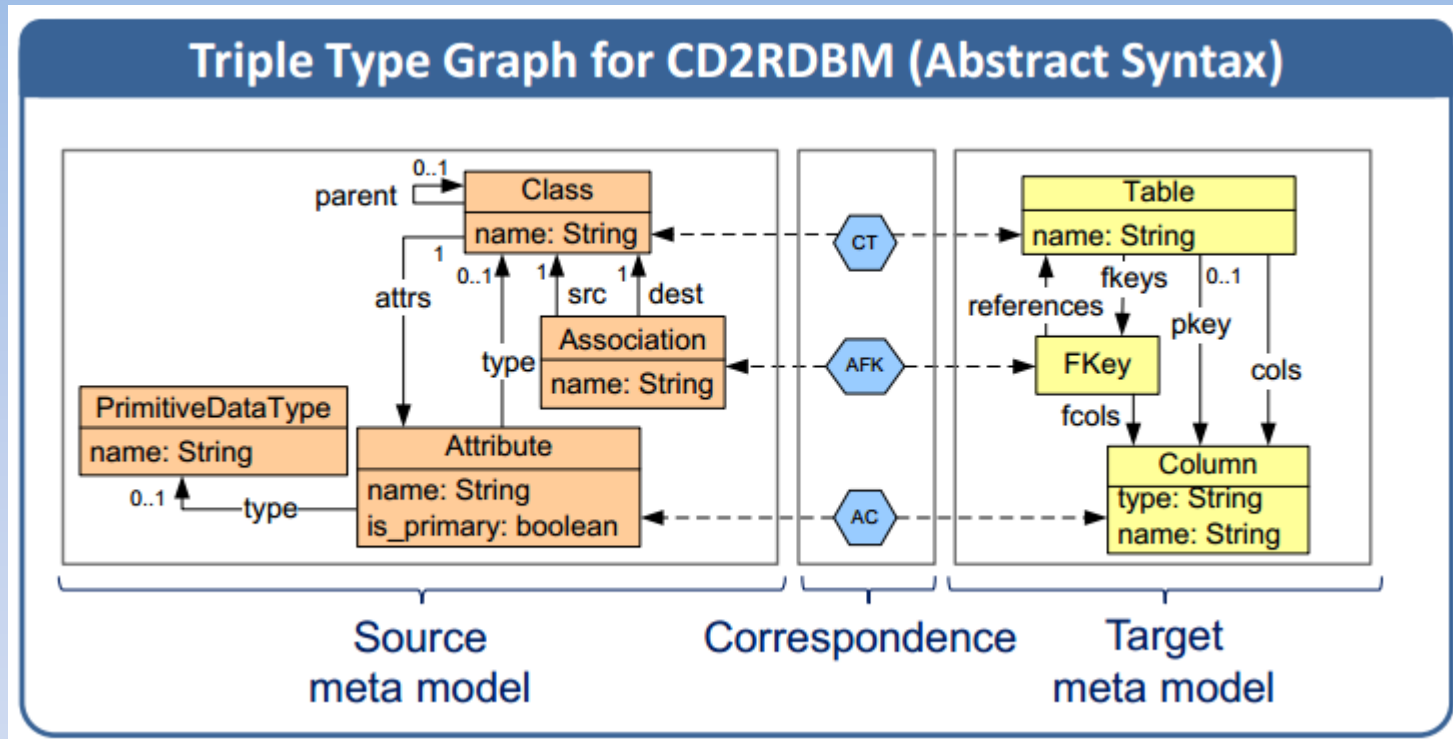 Triple Type Graph for CD2RDBM (Abstract Syntax)
0..1
parent
Class
name: String
1
attrs
0..1
type
1
src
1
dest
Association
name: String
PrimitiveDataType
name: String
0..1
type
Attribute
name: String
is_primary: boolean
CT
AFK
AC
Table
name: String
references
fkeys
0..1
pkey
cols
FKey
fcols
Column
type: String
name: String
Source
meta model
Correspondence
Target
meta model